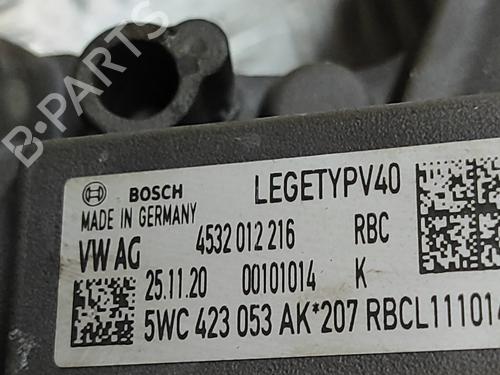 B-PARTS
BOSCH LEGETYPV40
MADE IN GERMANY
VW AG 4532 012 216 RBC
25.11.20 00101014 K
5WC 423 053 AK*207 RBCL111014